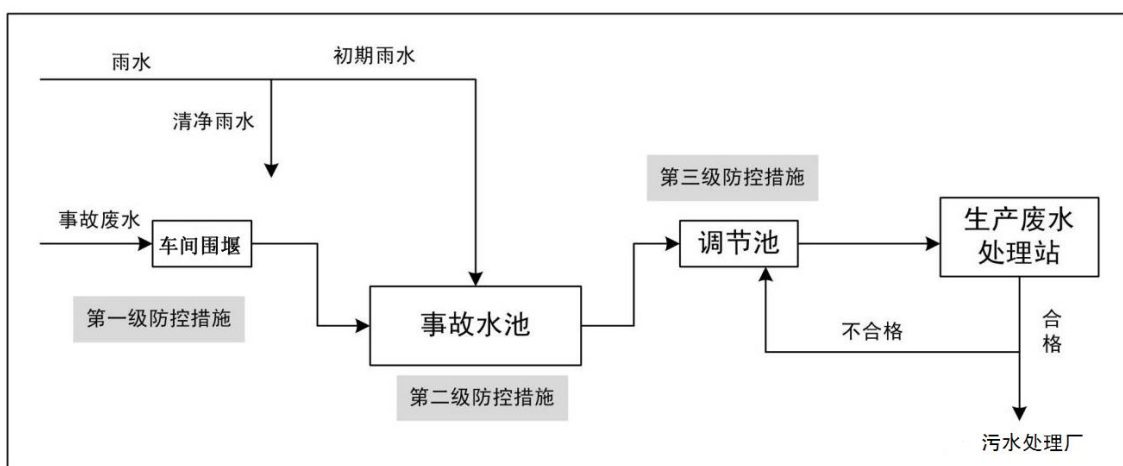 雨水
初期雨水
清净雨水
第三级防控措施
事故废水
车间围堰
调节池
生产废水
处理站
第一级防控措施
事故水池
不合格
合格
第二级防控措施
污水处理厂